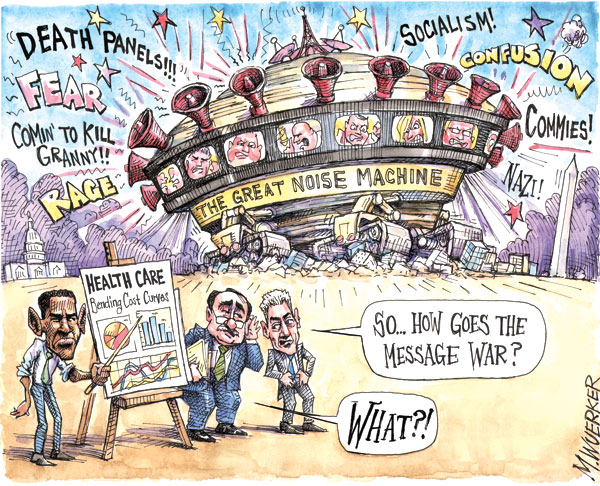 "DEATH PANELS!!!"
FEAR
COMIN' TO KILL
GRANNY!!
RAGE
SOCIALISM!
CONFUSION
COMMIES!
NAZI!
THE GREAT NOISE MACHINE
HEALTH CARE
Bending Cost Curves
SO... HOW GOES THE
MESSAGE WAR?
WHAT?!
M.WUERKER